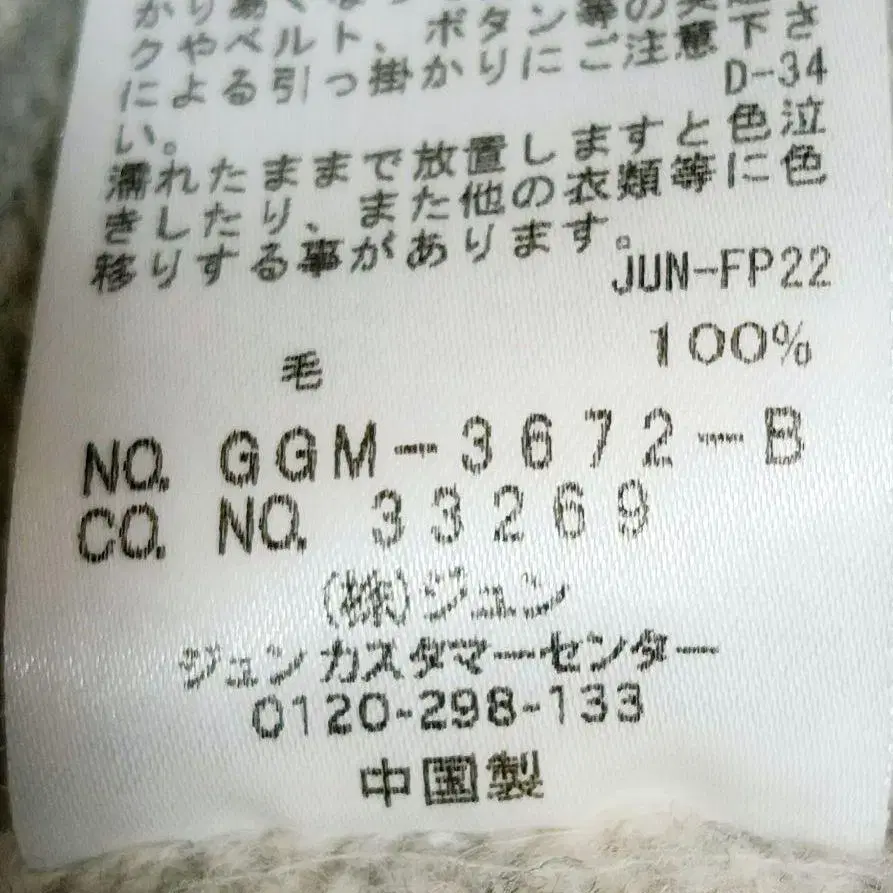 クやベルト、ボタン等の突起
による引っ掛かりにご注意下さ
い。
D-34
濡れたままで放置しますと色泣
きしたり、また他の衣類等に色
移りする事があります。
JUN-FP22
毛 100%
NO. GGM-3672-B
CO. NO. 33269
(株)ジュン
ジュンカスタマーセンター
0120-298-133
中国製